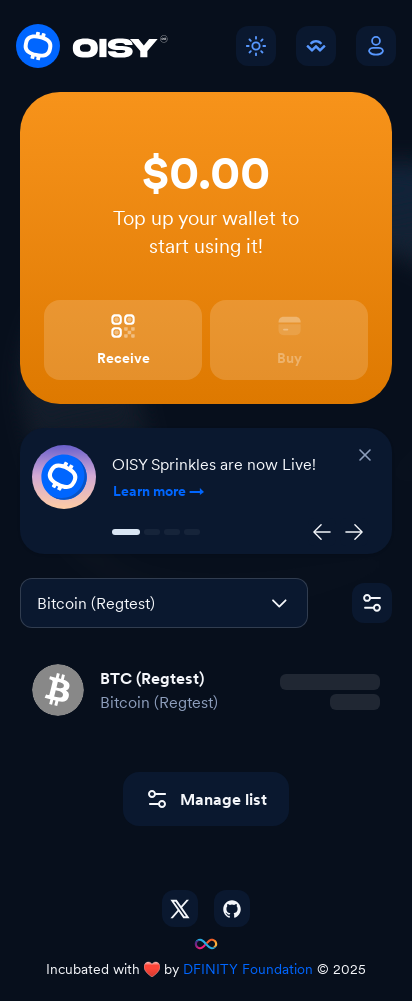 OISY
$0.00
Top up your wallet to
start using it!
Receive
Buy
OISY Sprinkles are now Live!
Learn more →
Bitcoin (Regtest)
BTC (Regtest)
Bitcoin (Regtest)
Manage list
Incubated with ❤️ by DFINITY Foundation © 2025